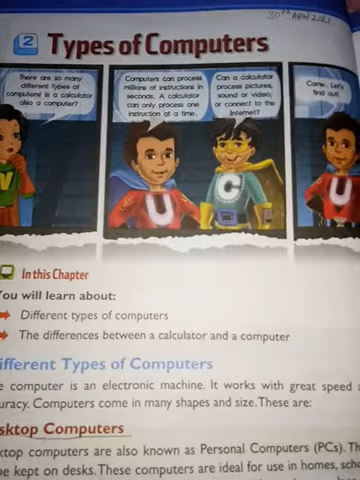 30th APR 2021
2 Types of Computers
There are so many
different types of
computers! Is a calculator
also a computer?
Computers can process
millions of instructions in
seconds. A calculator
can only process one
instruction at a time.
Can a calculator
process pictures,
sound or video,
or connect to the
Internet?
Come. Let's
find out!
U
C
U
In this Chapter
You will learn about:
Different types of computers
The differences between a calculator and a computer
ifferent Types of Computers
e computer is an electronic machine. It works with great speed a
uracy. Computers come in many shapes and size. These are:
sktop Computers
ktop computers are also known as Personal Computers (PCs). Th
be kept on desks. These computers are ideal for use in homes, scho